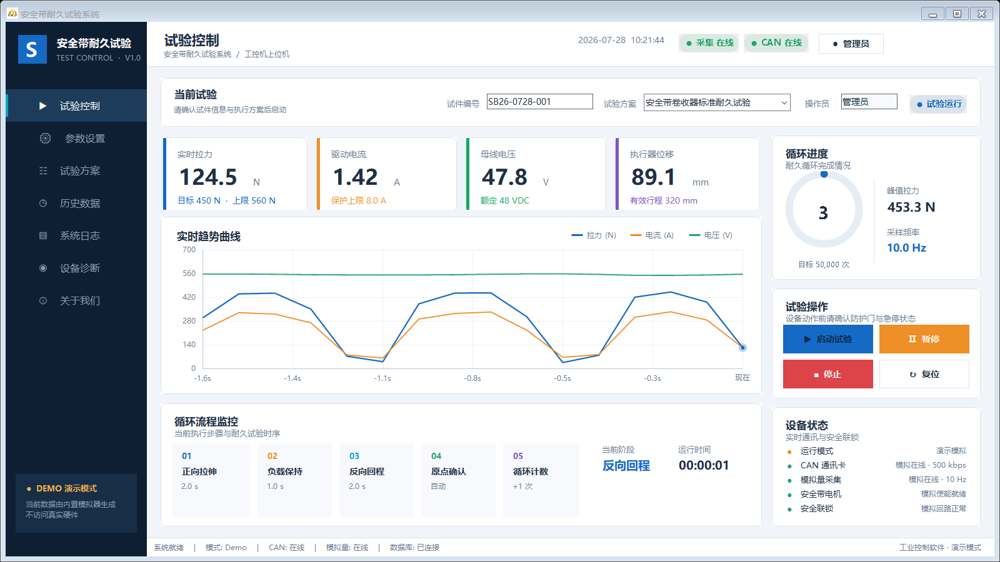 安全带耐久试验系统
S
安全带耐久试验
TEST CONTROL · V1.0
▶ 试验控制
参数设置
试验方案
历史数据
系统日志
设备诊断
关于我们
● DEMO 演示模式
当前数据由内置模拟器生成
不访问真实硬件
试验控制
安全带耐久试验系统 / 工控机上位机
2026-07-28 10:21:44
● 采集 在线
● CAN 在线
● 管理员
当前试验
请确认试件信息与执行方案后启动
试件编号 SB26-0728-001
试验方案 安全带卷收器标准耐久试验
操作员 管理员
● 试验运行
实时拉力
124.5 N
目标 450 N · 上限 560 N
驱动电流
1.42 A
保护上限 8.0 A
母线电压
47.8 V
额定 48 VDC
执行器位移
89.1 mm
有效行程 320 mm
实时趋势曲线
拉力 (N) 电流 (A) 电压 (V)
700
560
420
280
140
0
-1.6s -1.4s -1.1s -0.8s -0.5s -0.3s 现在
循环进度
耐久循环完成情况
3
目标 50,000 次
峰值拉力
453.3 N
采样频率
10.0 Hz
试验操作
设备动作前请确认防护门与急停状态
▶ 启动试验
II 暂停
■ 停止
↻ 复位
循环流程监控
当前执行步骤与耐久试验时序
01
正向拉伸
2.0 s
02
负载保持
1.0 s
03
反向回程
2.0 s
04
原点确认
自动
05
循环计数
+1 次
当前阶段
反向回程
运行时间
00:00:01
设备状态
实时通讯与安全联锁
● 运行模式 演示模拟
● CAN 通讯卡 模拟在线 · 500 kbps
● 模拟量采集 模拟在线 · 10 Hz
● 安全带电机 模拟使能就绪
● 安全联锁 模拟回路正常
系统就绪 | 模式: Demo | CAN: 在线 | 模拟量: 在线 | 数据库: 已连接
工业控制软件 · 演示模式